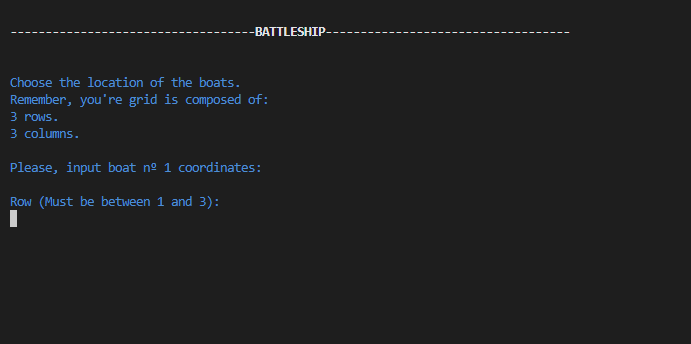 -----------------------------------BATTLESHIP-----------------------------------
Choose the location of the boats.
Remember, you're grid is composed of:
3 rows.
3 columns.
Please, input boat nº 1 coordinates:
Row (Must be between 1 and 3):